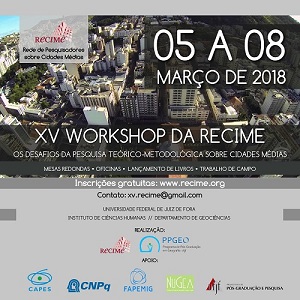 ReCiMe
Rede de Pesquisadores
sobre Cidades Médias
05 A 08
MARÇO DE 2018
XV WORKSHOP DA RECIME
OS DESAFIOS DA PESQUISA TEÓRICO-METODOLÓGICA SOBRE CIDADES MÉDIAS
MESAS REDONDAS • OFICINAS • LANÇAMENTO DE LIVROS • TRABALHO DE CAMPO
Inscrições gratuitas: www.recime.org
Contato: xv.recime@gmail.com
UNIVERSIDADE FEDERAL DE JUIZ DE FORA
INSTITUTO DE CIÊNCIAS HUMANAS // DEPARTAMENTO DE GEOCIÊNCIAS
REALIZAÇÃO:
ReCiMe
PPGEO
APOIO:
CAPES
CNPq
FAPEMIG
NuGea
ufjf
PÓS-GRADUAÇÃO E PESQUISA